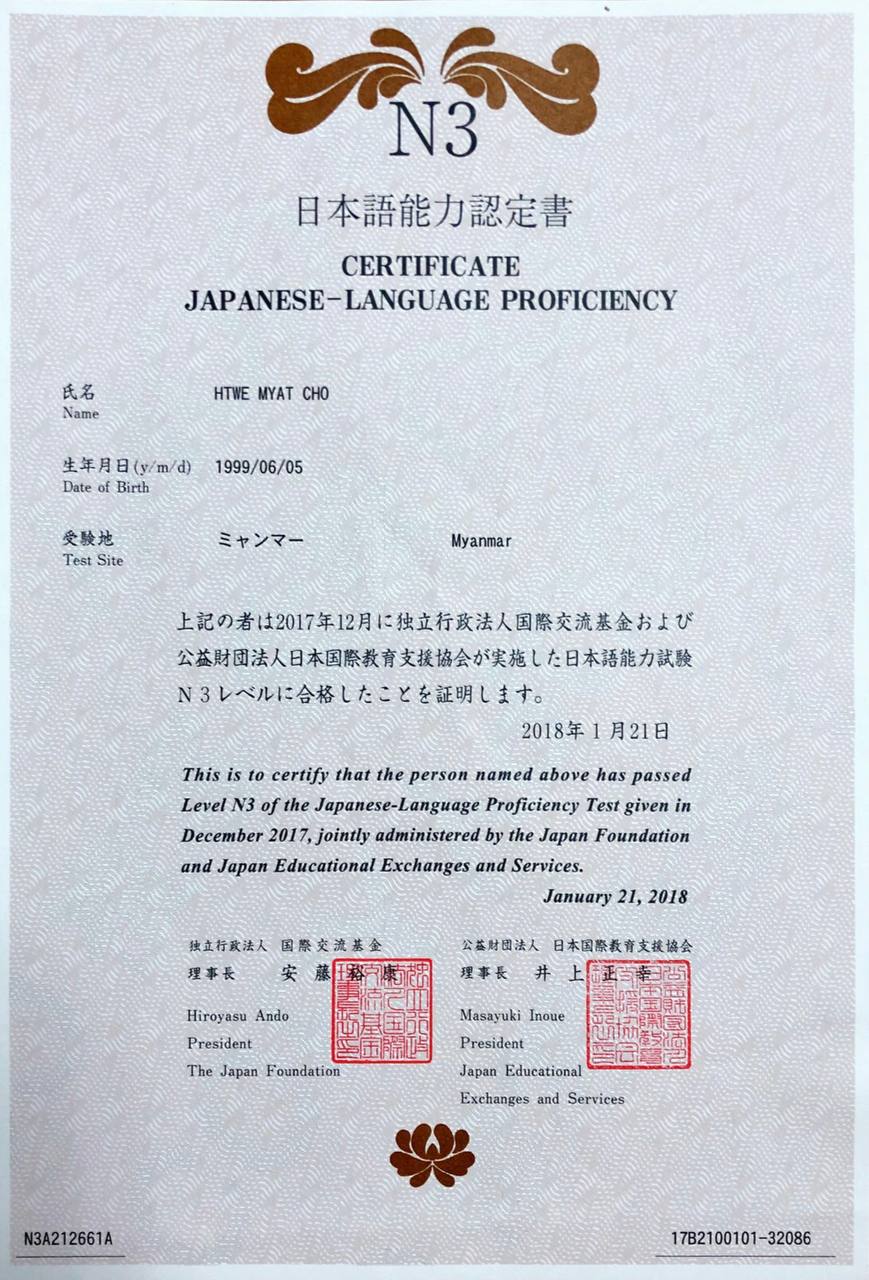 N3
日本語能力認定書
CERTIFICATE
JAPANESE-LANGUAGE PROFICIENCY
氏名 HTWE MYAT CHO
Name
生年月日(y/m/d) 1999/06/05
Date of Birth
受験地 ミャンマー Myanmar
Test Site
上記の者は2017年12月に独立行政法人国際交流基金および
公益財団法人日本国際教育支援協会が実施した日本語能力試験
N3レベルに合格したことを証明します。
2018年1月21日
This is to certify that the person named above has passed
Level N3 of the Japanese-Language Proficiency Test given in
December 2017, jointly administered by the Japan Foundation
and Japan Educational Exchanges and Services.
January 21, 2018
独立行政法人 国際交流基金
理事長 安藤裕康
Hiroyasu Ando
President
The Japan Foundation
公益財団法人 日本国際教育支援協会
理事長 井上正幸
Masayuki Inoue
President
Japan Educational
Exchanges and Services
N3A212661A
17B2100101-32086